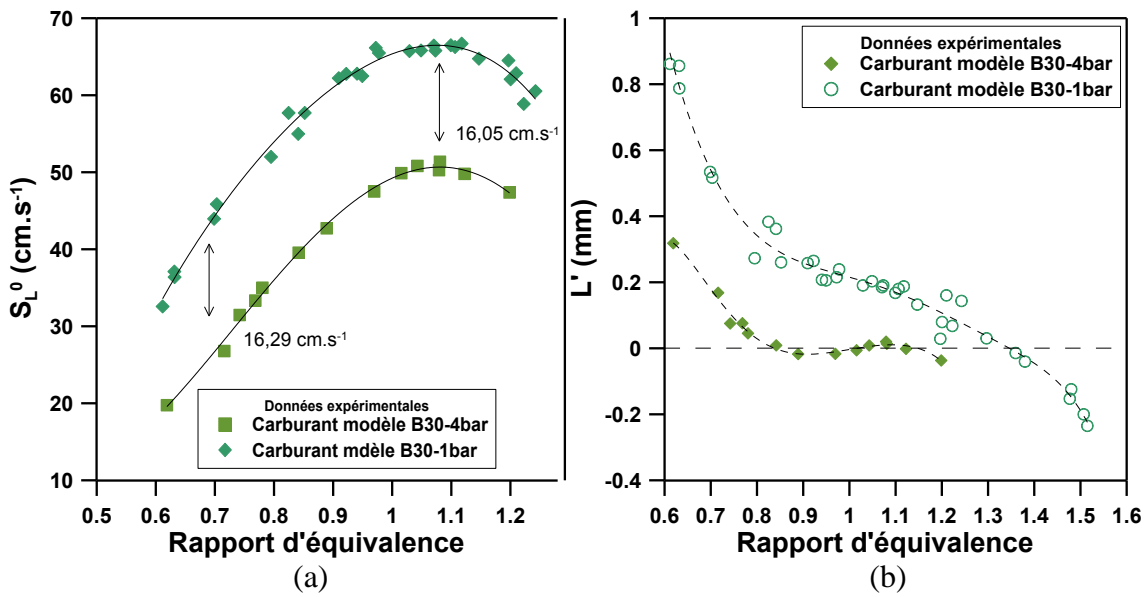 70
60
50
40
30
20
10
S_L^0 (cm.s⁻¹)
16,05 cm.s⁻¹
16,29 cm.s⁻¹
Données expérimentales
Carburant modèle B30-4bar
Carburant mdèle B30-1bar
0.5 0.6 0.7 0.8 0.9 1 1.1 1.2
Rapport d'équivalence
(a)
1
0.8
0.6
0.4
0.2
0
-0.2
-0.4
L' (mm)
Données expérimentales
Carburant modèle B30-4bar
Carburant modèle B30-1bar
0.6 0.7 0.8 0.9 1 1.1 1.2 1.3 1.4 1.5 1.6
Rapport d'équivalence
(b)